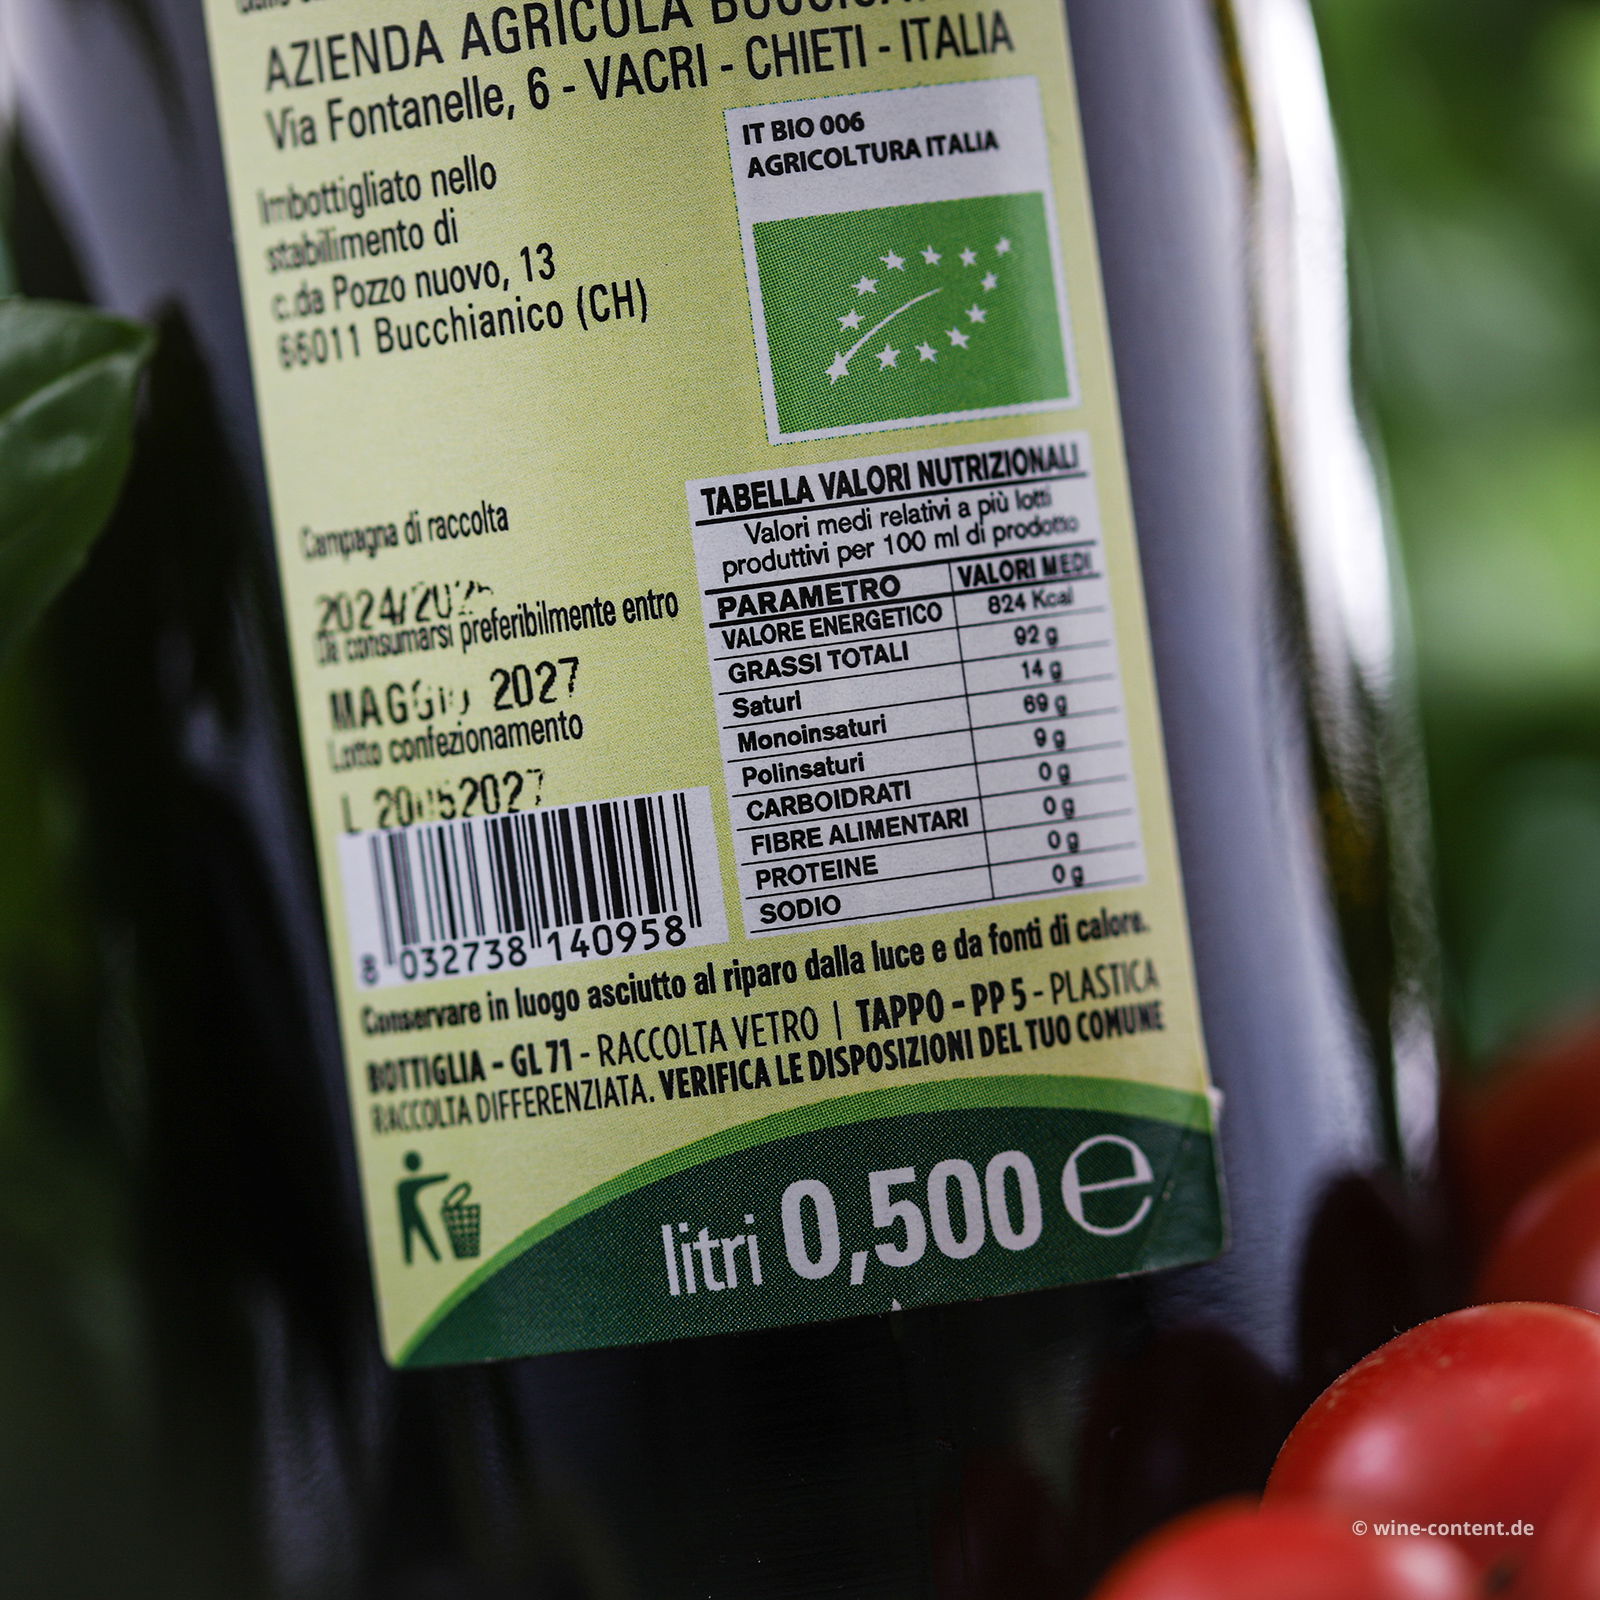 AZIENDA AGRICOLA
Via Fontanelle, 6 - VACRI - CHIETI - ITALIA
Imbottigliato nello
stabilimento di
c.da Pozzo nuovo, 13
66011 Bucchianico (CH)
IT BIO 006
AGRICOLTURA ITALIA
Campagna di raccolta
2024/2025
Da consumarsi preferibilmente entro
MAGGIO 2027
Lotto confezionamento
L 20052027
8 032738 140958
TABELLA VALORI NUTRIZIONALI
Valori medi relativi a più lotti
produttivi per 100 ml di prodotto
PARAMETRO VALORI MEDI
VALORE ENERGETICO 824 Kcal
GRASSI TOTALI 92 g
Saturi 14 g
Monoinsaturi 69 g
Polinsaturi 9 g
CARBOIDRATI 0 g
FIBRE ALIMENTARI 0 g
PROTEINE 0 g
SODIO 0 g
Conservare in luogo asciutto al riparo dalla luce e da fonti di calore.
BOTTIGLIA - GL 71 - RACCOLTA VETRO | TAPPO - PP 5 - PLASTICA
RACCOLTA DIFFERENZIATA. VERIFICA LE DISPOSIZIONI DEL TUO COMUNE
litri 0,500 ℮
© wine-content.de